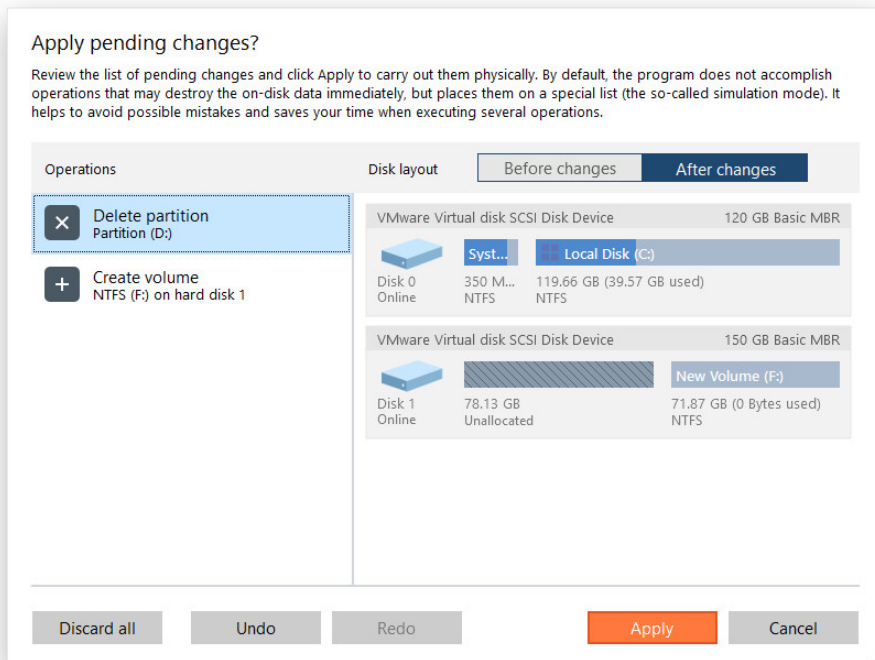 Apply pending changes?
Review the list of pending changes and click Apply to carry out them physically. By default, the program does not accomplish
operations that may destroy the on-disk data immediately, but places them on a special list (the so-called simulation mode). It
helps to avoid possible mistakes and saves your time when executing several operations.
Operations
Disk layout
Before changes
After changes
Delete partition
Partition (D:)
Create volume
NTFS (F:) on hard disk 1
VMware Virtual disk SCSI Disk Device 120 GB Basic MBR
Syst... Local Disk (C:)
Disk 0 350 M... 119.66 GB (39.57 GB used)
Online NTFS NTFS
VMware Virtual disk SCSI Disk Device 150 GB Basic MBR
New Volume (F:)
Disk 1 78.13 GB 71.87 GB (0 Bytes used)
Online Unallocated NTFS
Discard all
Undo
Redo
Apply
Cancel